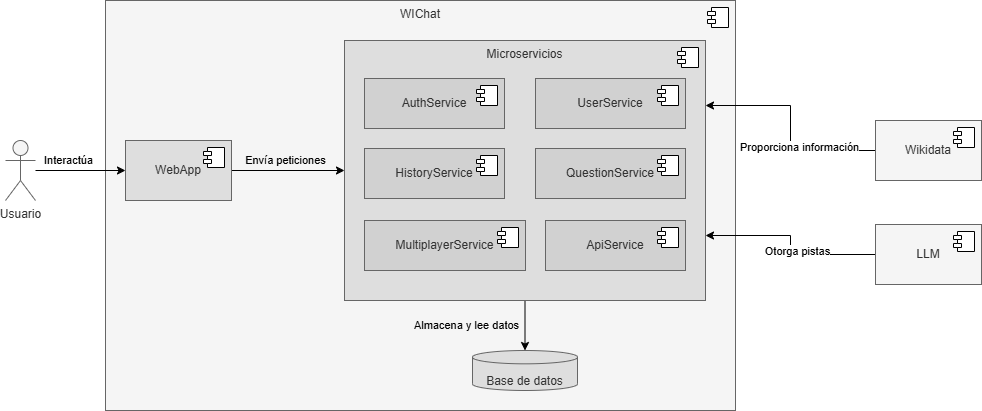 WIChat
Microservicios
AuthService
UserService
Interactúa
WebApp
Envía peticiones
Usuario
HistoryService
QuestionService
Proporciona información
Wikidata
MultiplayerService
ApiService
Otorga pistas
LLM
Almacena y lee datos
Base de datos